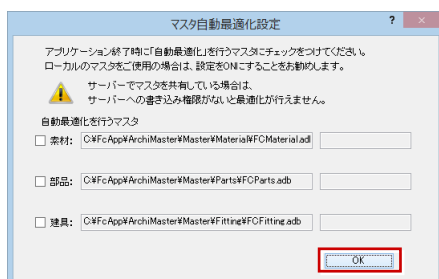 マスタ自動最適化設定
?
×
アプリケーション終了時に「自動最適化」を行うマスタにチェックをつけてください。
ローカルのマスタをご使用の場合は、設定をONにすることをお勧めします。
サーバーでマスタを共有している場合は、
サーバーへの書き込み権限がないと最適化が行えません。
自動最適化を行うマスタ
素材: C:¥FcApp¥ArchiMaster¥Master¥Material¥FCMaterial.adl
部品: C:¥FcApp¥ArchiMaster¥Master¥Parts¥FCParts.adb
建具: C:¥FcApp¥ArchiMaster¥Master¥Fitting¥FCFitting.adb
OK